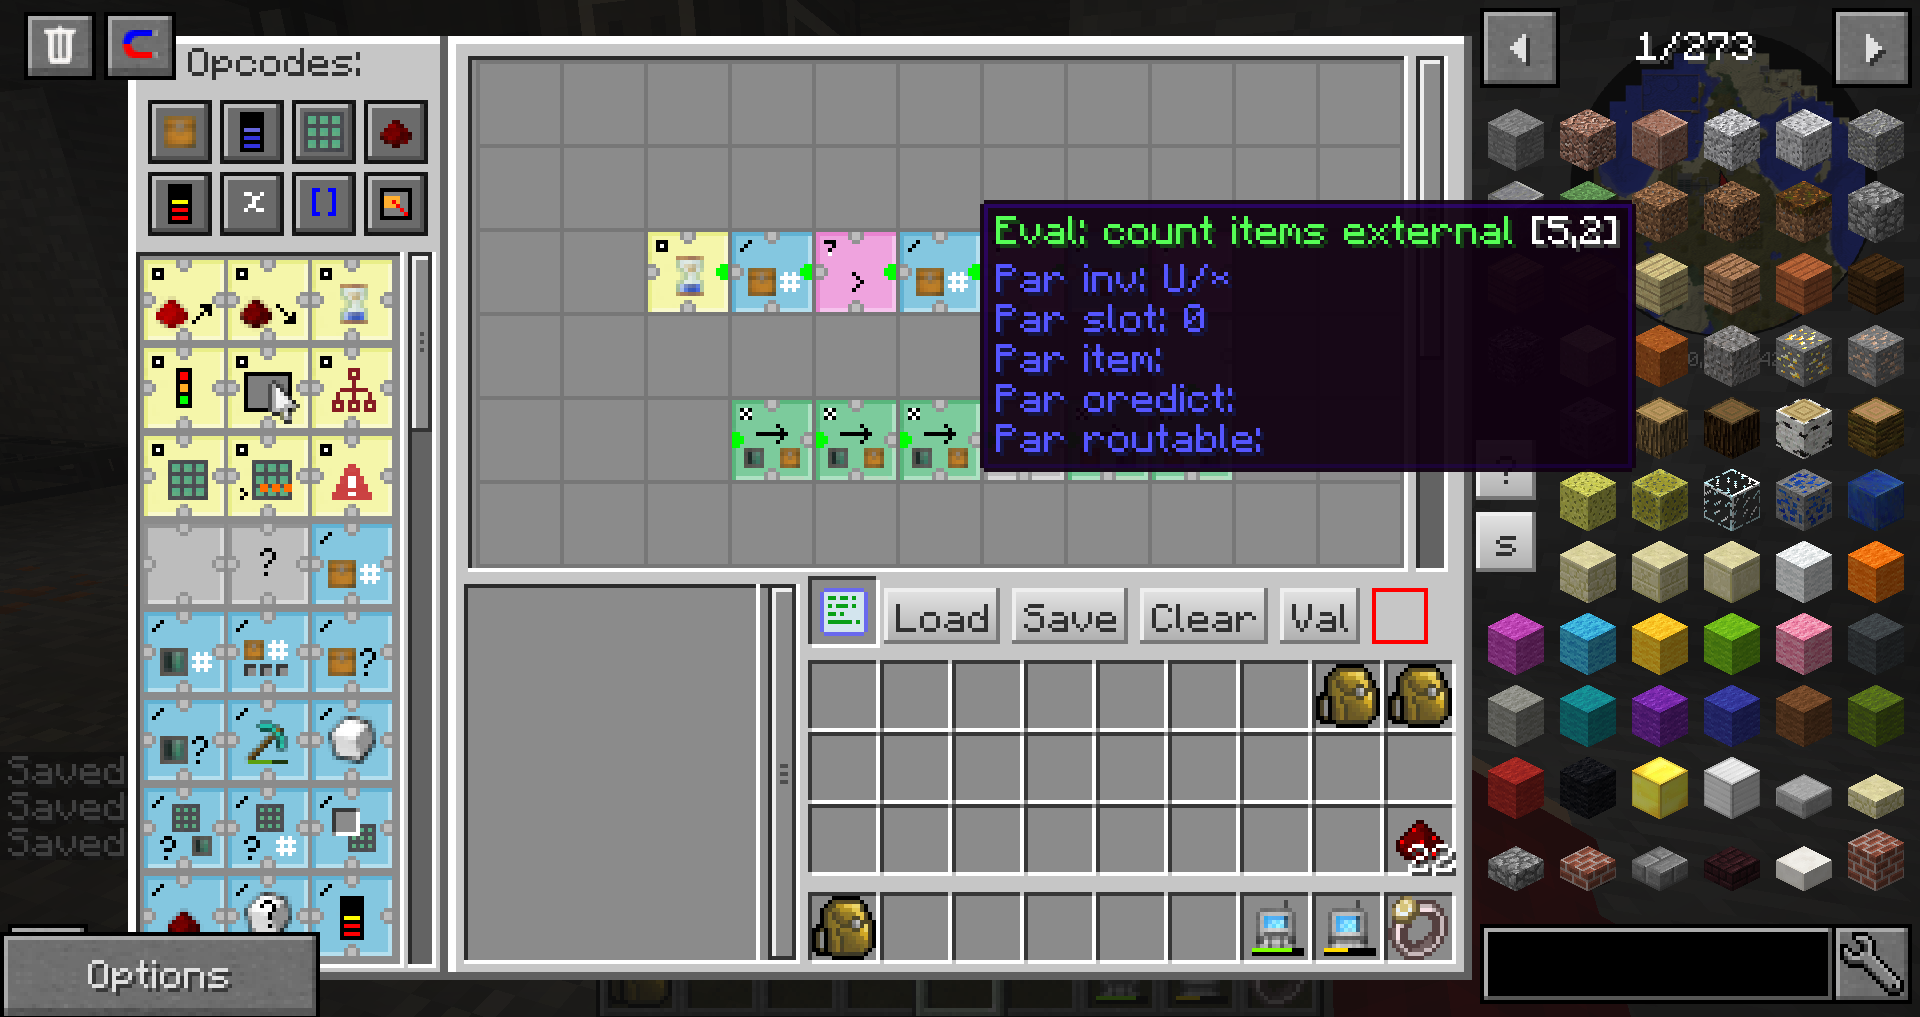 Opcodes:
1/273
Eval: count items external [5,2]
Par inv: U/×
Par slot: 0
Par item:
Par oredict:
Par routable:
?
s
Load
Save
Clear
Val
Saved
Saved
Saved
22
Options